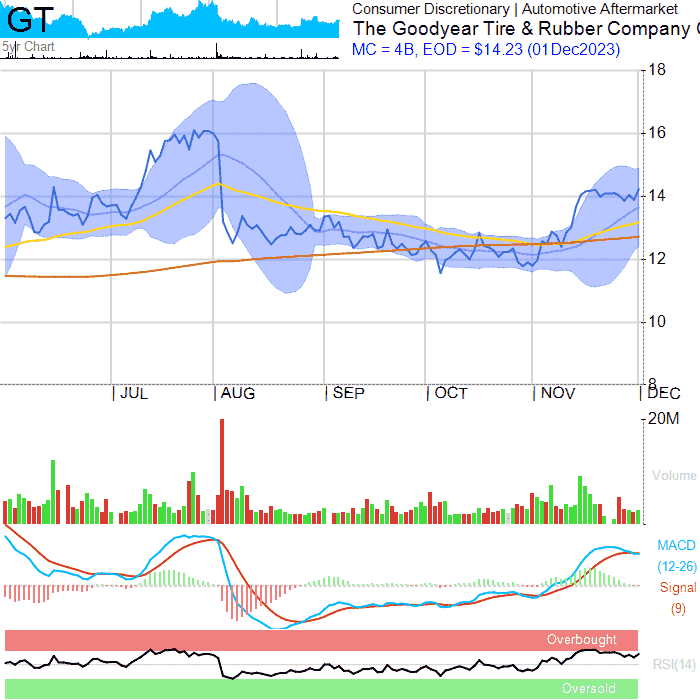 GT
5yr Chart
Consumer Discretionary | Automotive Aftermarket
The Goodyear Tire & Rubber Company
MC = 4B, EOD = $14.23 (01Dec2023)
18
16
14
12
10
8
JUL AUG SEP OCT NOV DEC
20M
Volume
MACD
(12-26)
Signal
(9)
Overbought
RSI(14)
Oversold